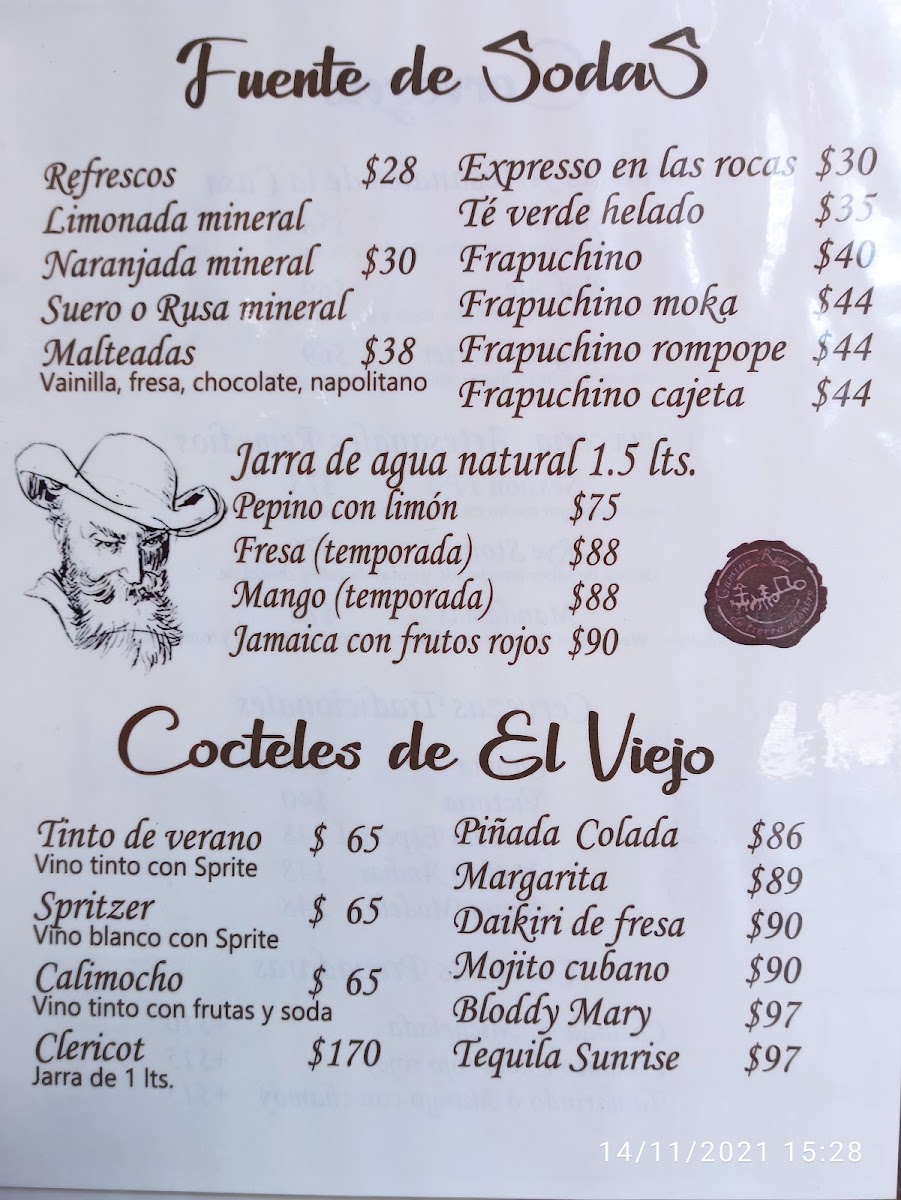 Fuente de SodaS
Refrescos $28
Limonada mineral
Naranjada mineral $30
Suero o Rusa mineral
Malteadas $38
Vainilla, fresa, chocolate, napolitano
Expresso en las rocas $30
Té verde helado $35
Frapuchino $40
Frapuchino moka $44
Frapuchino rompope $44
Frapuchino cajeta $44
Jarra de agua natural 1.5 lts.
Pepino con limón $75
Fresa (temporada) $88
Mango (temporada) $88
Jamaica con frutos rojos $90
Camino Real
de tierra adentro
Cocteles de El Viejo
Tinto de verano $ 65
Vino tinto con Sprite
Spritzer $ 65
Vino blanco con Sprite
Calimocho $ 65
Vino tinto con frutas y soda
Clericot $170
Jarra de 1 lts.
Piñada Colada $86
Margarita $89
Daikiri de fresa $90
Mojito cubano $90
Bloddy Mary $97
Tequila Sunrise $97
14/11/2021 15:28